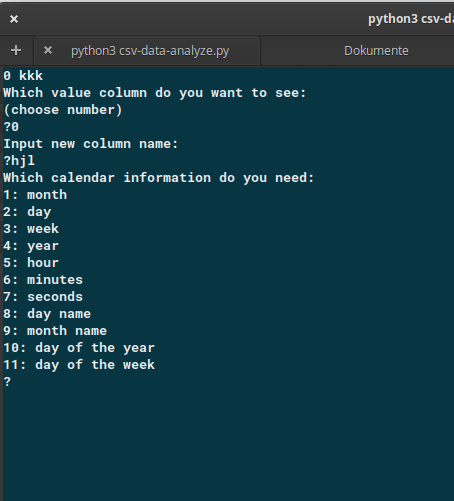 python3 csv-da
python3 csv-data-analyze.py
Dokumente
0 kkk
Which value column do you want to see:
(choose number)
?0
Input new column name:
?hjl
Which calendar information do you need:
1: month
2: day
3: week
4: year
5: hour
6: minutes
7: seconds
8: day name
9: month name
10: day of the year
11: day of the week
?